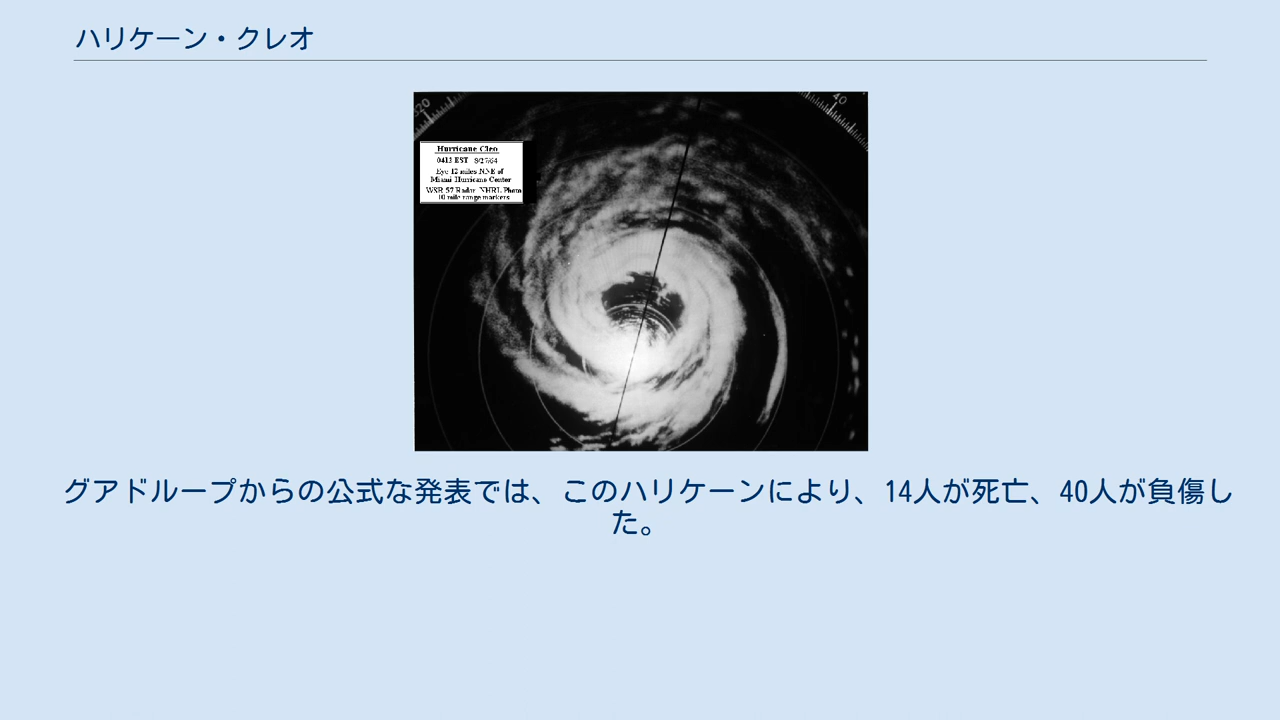 ハリケーン・クレオ
320
40
Hurricane Cleo
0413 EST 8/27/64
Eye 12 miles NNE of
Miami Hurricane Center
WSR 57 Radar NHRL Photo
10 mile range markers
グアドループからの公式な発表では、このハリケーンにより、14人が死亡、40人が負傷し
た。